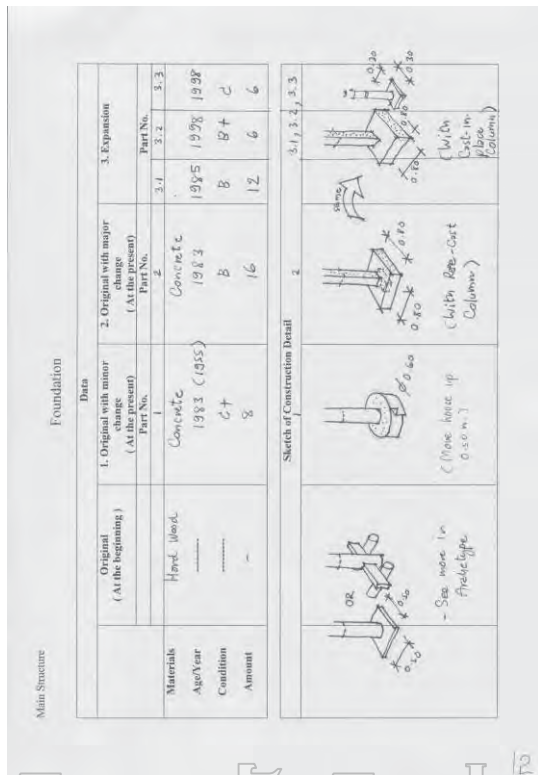 Main Structure
Foundation
Data
Original
( At the beginning )
1. Original with minor
change
( At the present)
Part No.
2. Original with major
change
( At the present)
Part No.
3. Expansion
Part No.
1
2
3.1
3.2
3.3
Materials
Hard Wood
Concrete
Concrete
Age/Year
1983 (1955)
1983
1985
1998
1998
Condition
C+
B
B
B+
C
Amount
-
8
16
12
6
6
Sketch of Construction Detail
1
2
3.1, 3.2, 3.3
OR
0.50
0.50
- See more in
Archetype
Ø 0.60
(Move house up
0.50 m.)
0.80
0.80
(With Pre-Cast
Column)
same
0.80
0.80
0.20
0.30
(With
Cast-in-
place
Column)